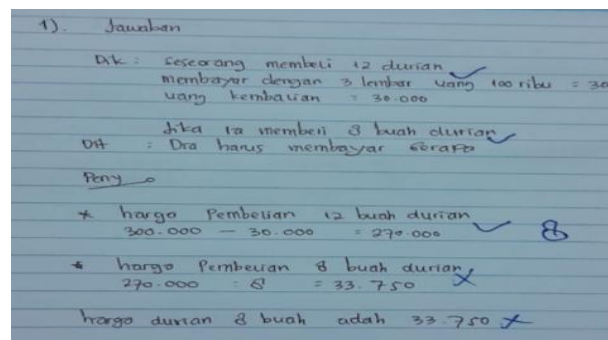 1). Jawaban
Dik : Seseorang membeli 12 durian
membayar dengan 3 lembar uang 100 ribu = 30
uang kembalian = 30.000
Jika ia membeli 8 buah durian
Dit : Dia harus membayar berapa
Peny
* harga Pembelian 12 buah durian
300.000 - 30.000 = 270.000
8
* harga Pembelian 8 buah durian
270.000 : 8 = 33.750
harga durian 8 buah adah 33.750